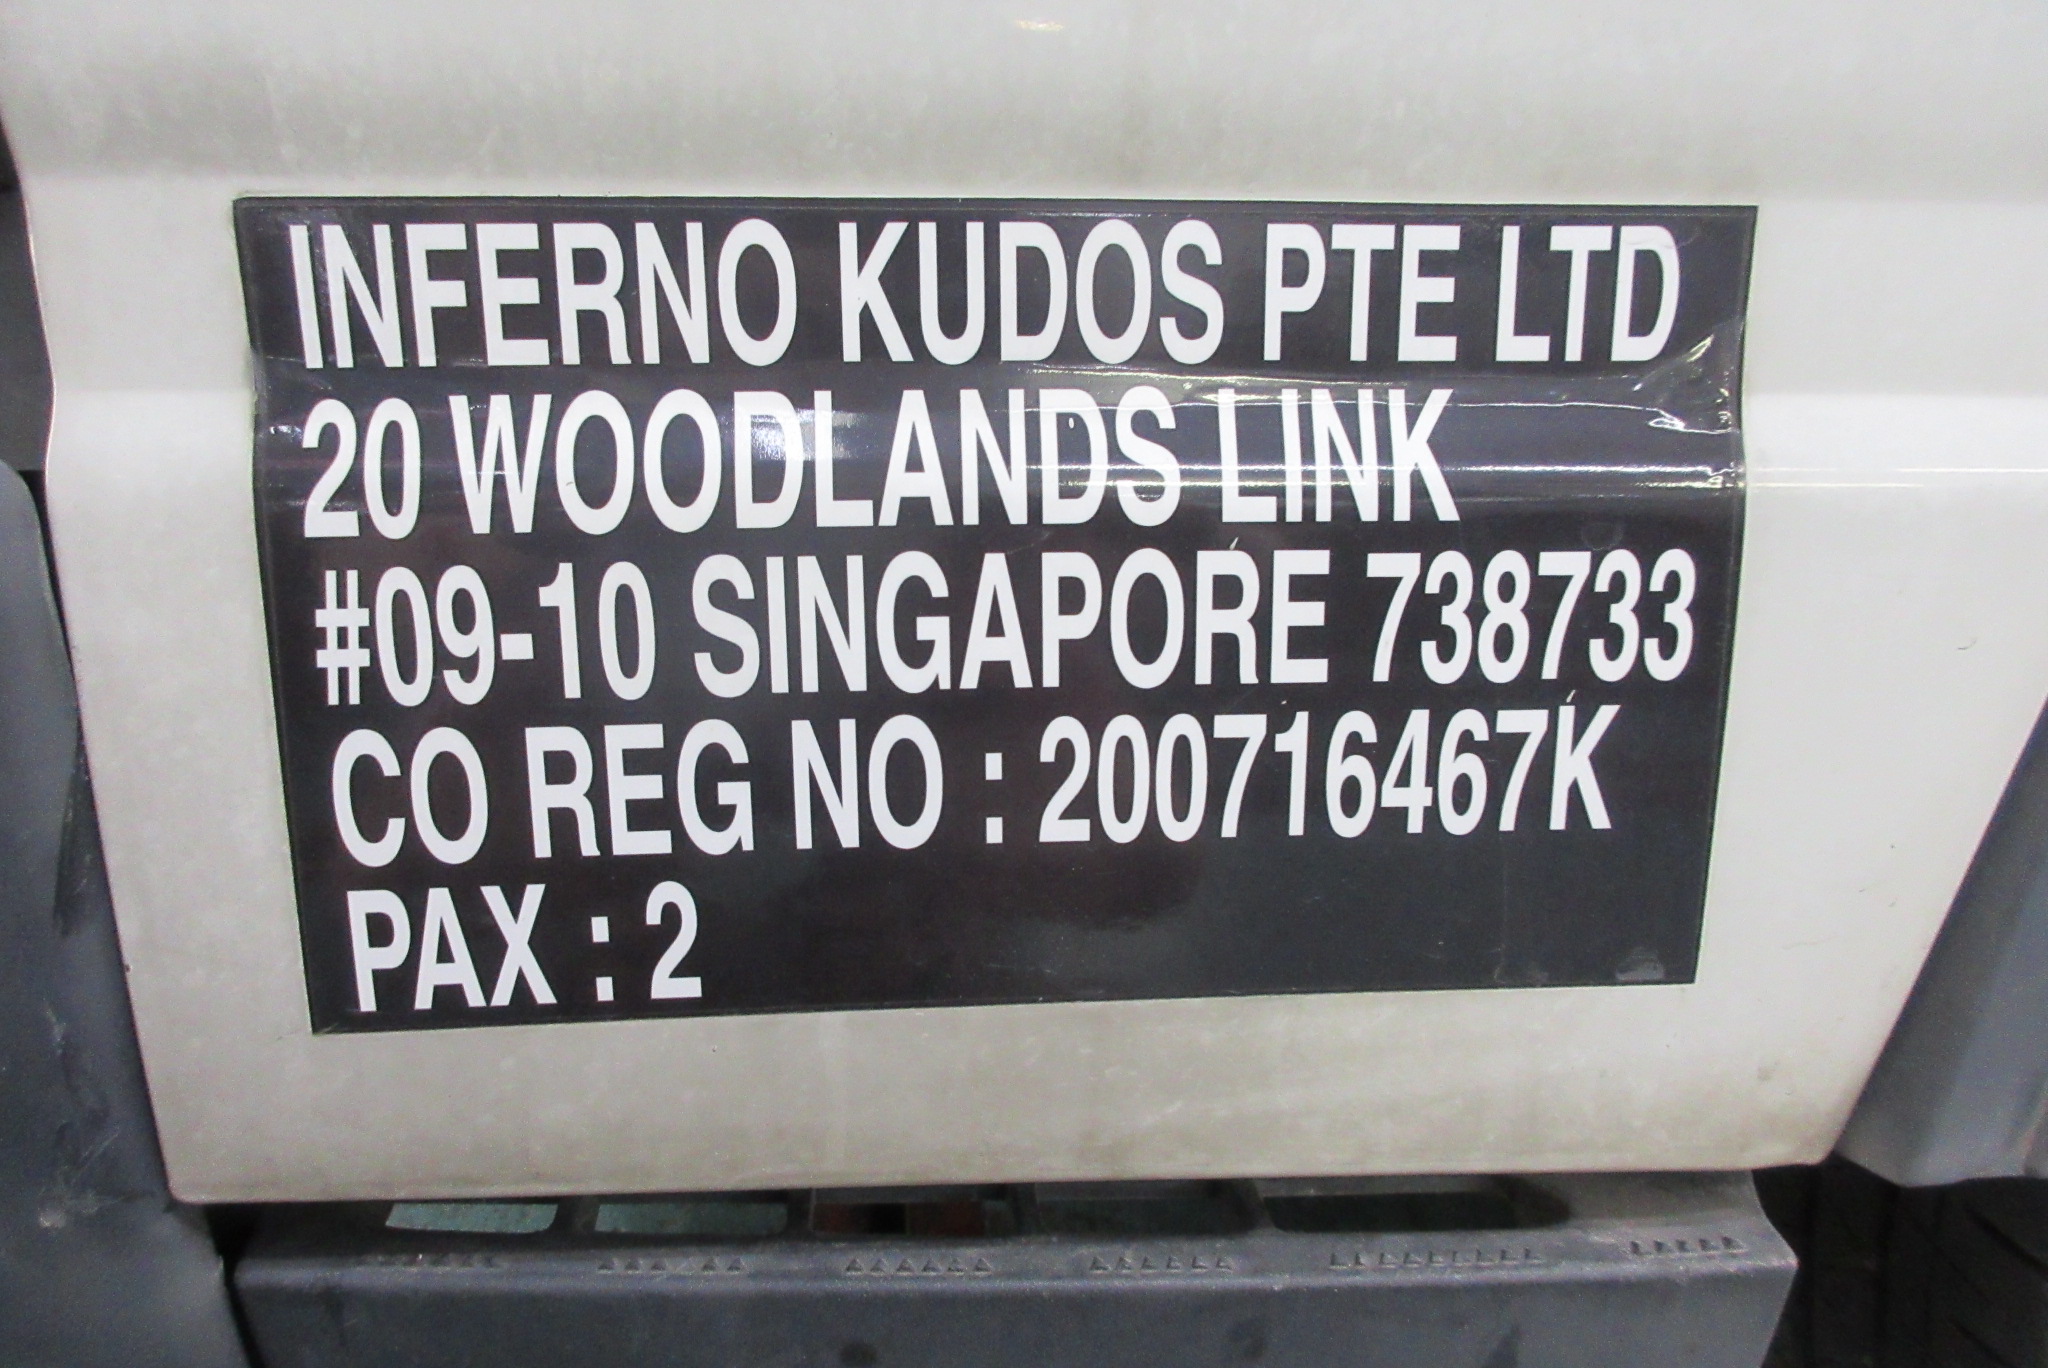 INFERNO KUDOS PTE LTD
20 WOODLANDS LINK
#09-10 SINGAPORE 738733
CO REG NO : 200716467K
PAX : 2